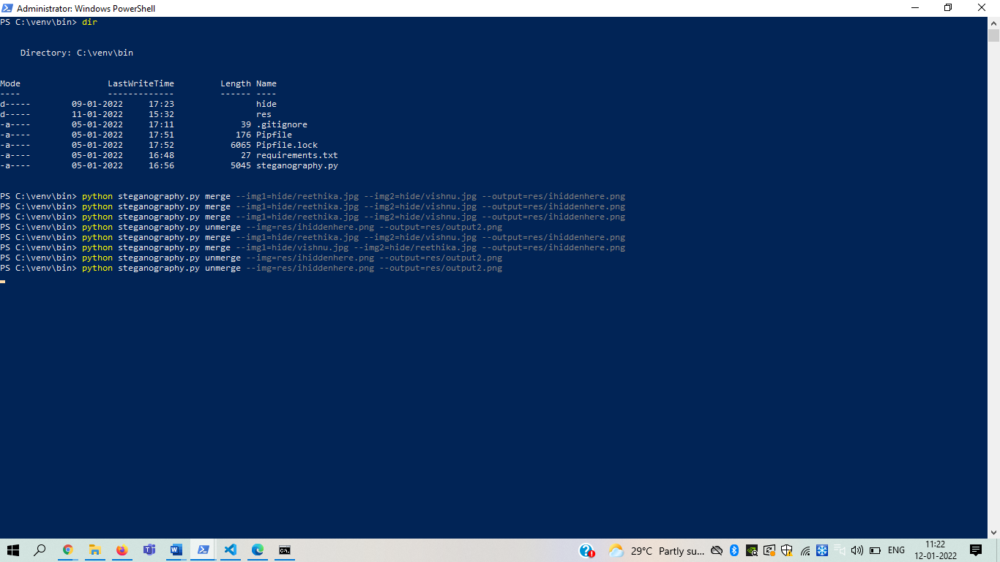 Administrator: Windows PowerShell
PS C:\venv\bin> dir
Directory: C:\venv\bin
Mode LastWriteTime Length Name
---- ------------- ------ ----
d----- 09-01-2022 17:23 hide
d----- 11-01-2022 15:32 res
-a---- 05-01-2022 17:11 39 .gitignore
-a---- 05-01-2022 17:51 176 Pipfile
-a---- 05-01-2022 17:52 6065 Pipfile.lock
-a---- 05-01-2022 16:48 27 requirements.txt
-a---- 05-01-2022 16:56 5045 steganography.py
PS C:\venv\bin> python steganography.py merge --img1=hide/reethika.jpg --img2=hide/vishnu.jpg --output=res/ihiddenhere.png
PS C:\venv\bin> python steganography.py merge --img1=hide/reethika.jpg --img2=hide/vishnu.jpg --output=res/ihiddenhere.png
PS C:\venv\bin> python steganography.py merge --img1=hide/reethika.jpg --img2=hide/vishnu.jpg --output=res/ihiddenhere.png
PS C:\venv\bin> python steganography.py unmerge --img=res/ihiddenhere.png --output=res/output2.png
PS C:\venv\bin> python steganography.py merge --img1=hide/reethika.jpg --img2=hide/vishnu.jpg --output=res/ihiddenhere.png
PS C:\venv\bin> python steganography.py merge --img1=hide/vishnu.jpg --img2=hide/reethika.jpg --output=res/ihiddenhere.png
PS C:\venv\bin> python steganography.py unmerge --img=res/ihiddenhere.png --output=res/output2.png
PS C:\venv\bin> python steganography.py unmerge --img=res/ihiddenhere.png --output=res/output2.png
29°C Partly su... ENG 11:22
12-01-2022